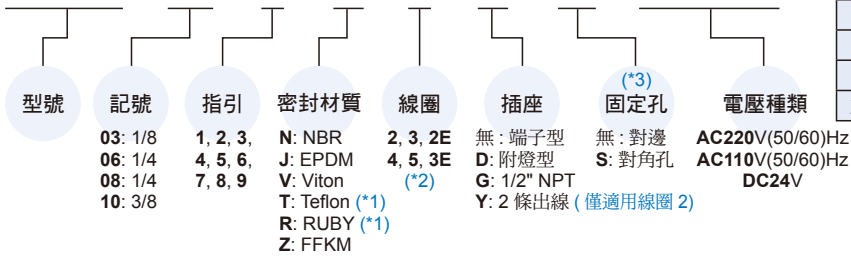 (*3)
型號 記號 指引 密封材質 線圈 插座 固定孔 電壓種類
03: 1/8 1, 2, 3, N: NBR 2, 3, 2E 無 : 端子型 無 : 對邊 AC220V(50/60)Hz
06: 1/4 4, 5, 6, J: EPDM 4, 5, 3E D: 附燈型 S: 對角孔 AC110V(50/60)Hz
08: 1/4 7, 8, 9 V: Viton (*2) G: 1/2" NPT DC24V
10: 3/8 T: Teflon (*1) Y: 2 條出線 ( 僅適用線圈 2)
R: RUBY (*1)
Z: FFKM